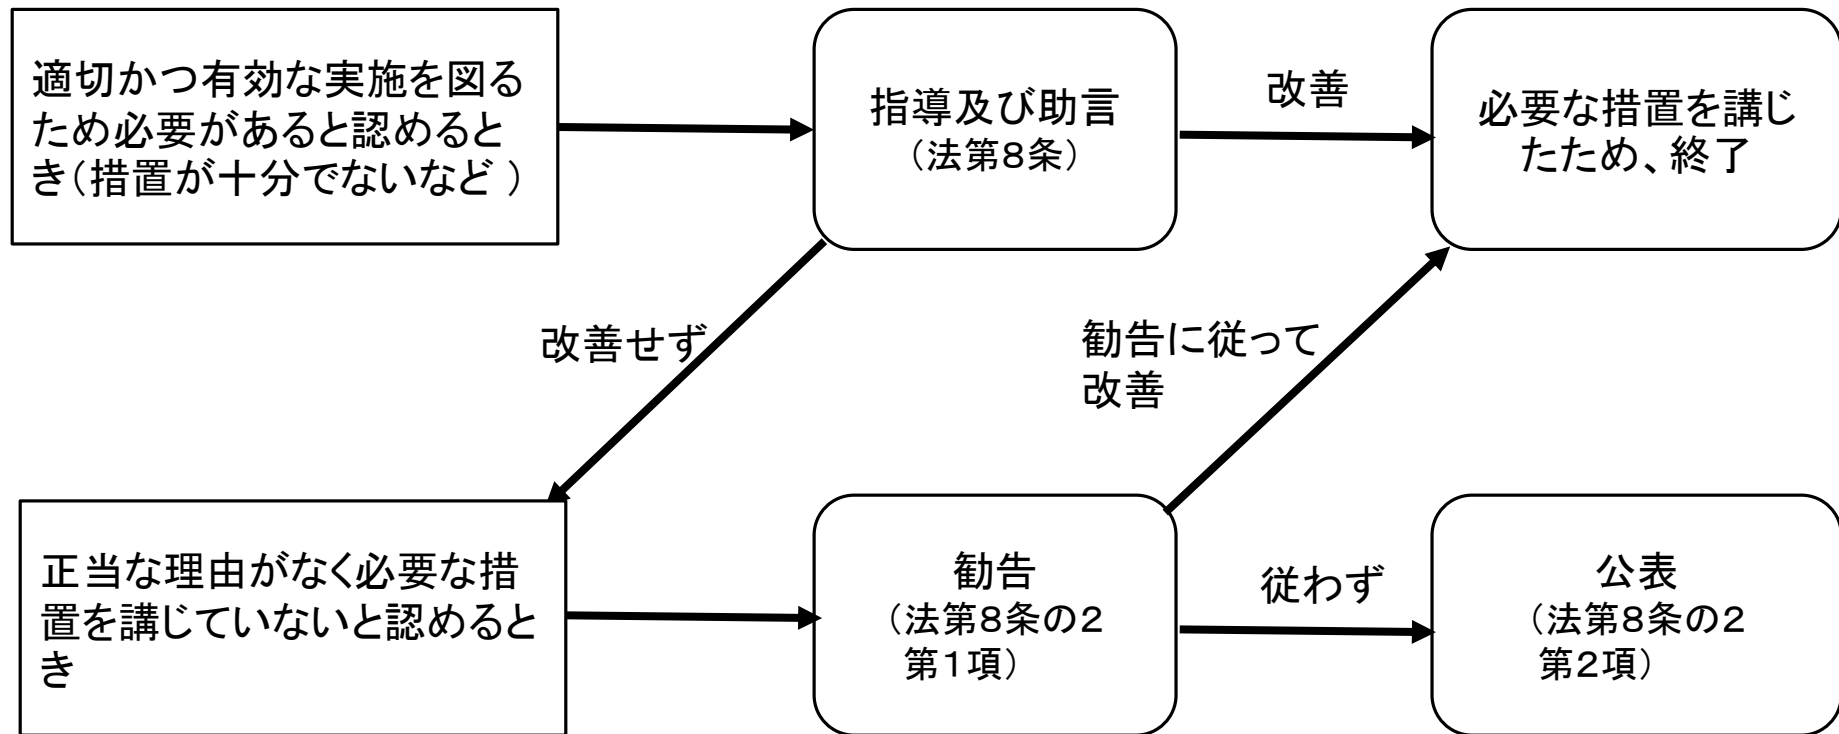 適切かつ有効な実施を図る
ため必要があると認めると
き(措置が十分でないなど )
指導及び助言
(法第8条)
改善
必要な措置を講じ
たため、終了
改善せず
勧告に従って
改善
正当な理由がなく必要な措
置を講じていないと認めると
き
勧告
(法第8条の2
第1項)
従わず
公表
(法第8条の2
第2項)